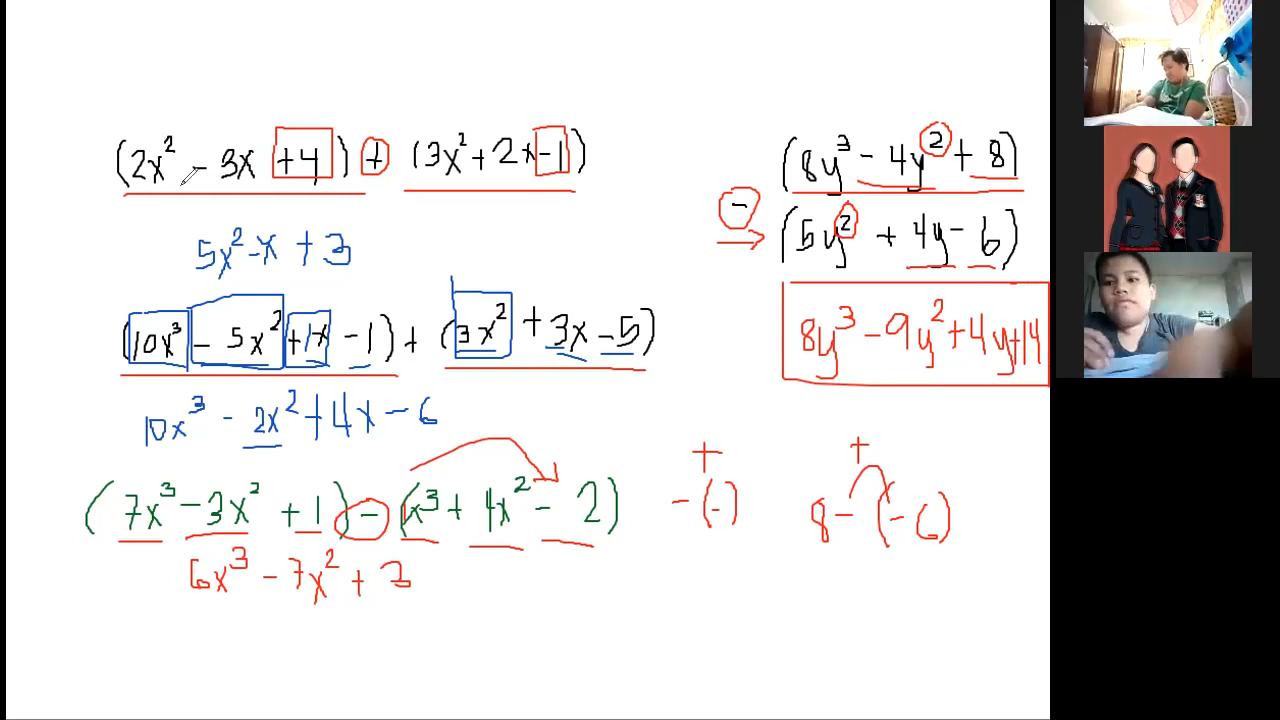 (2x² - 3x + 4) + (3x² + 2x - 1)
5x² - x + 3
(10x³ - 5x² + 1x - 1) + (3x² + 3x - 5)
10x³ - 2x² + 4x - 6
(7x³ - 3x² + 1) - (1x³ + 4x² - 2)
6x³ - 7x² + 3
(8y³ - 4y² + 8)
-
(5y² + 4y - 6)
8y³ - 9y² + 4y + 14
+
- (-)
+
8 - (-6)